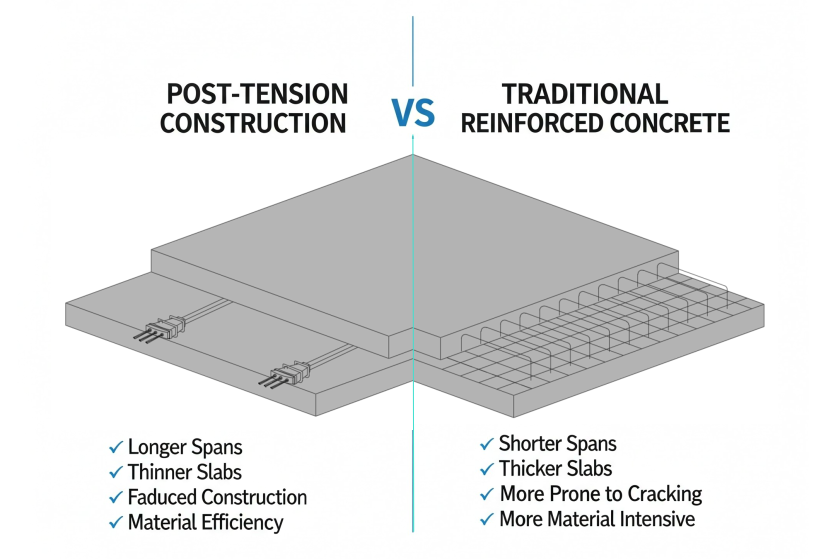 POST-TENSION
CONSTRUCTION
VS
TRADITIONAL
REINFORCED CONCRETE
✓ Longer Spans
✓ Thinner Slabs
✓ Faduced Construction
✓ Material Efficiency
✓ Shorter Spans
✓ Thicker Slabs
✓ More Prone to Cracking
✓ More Material Intensive